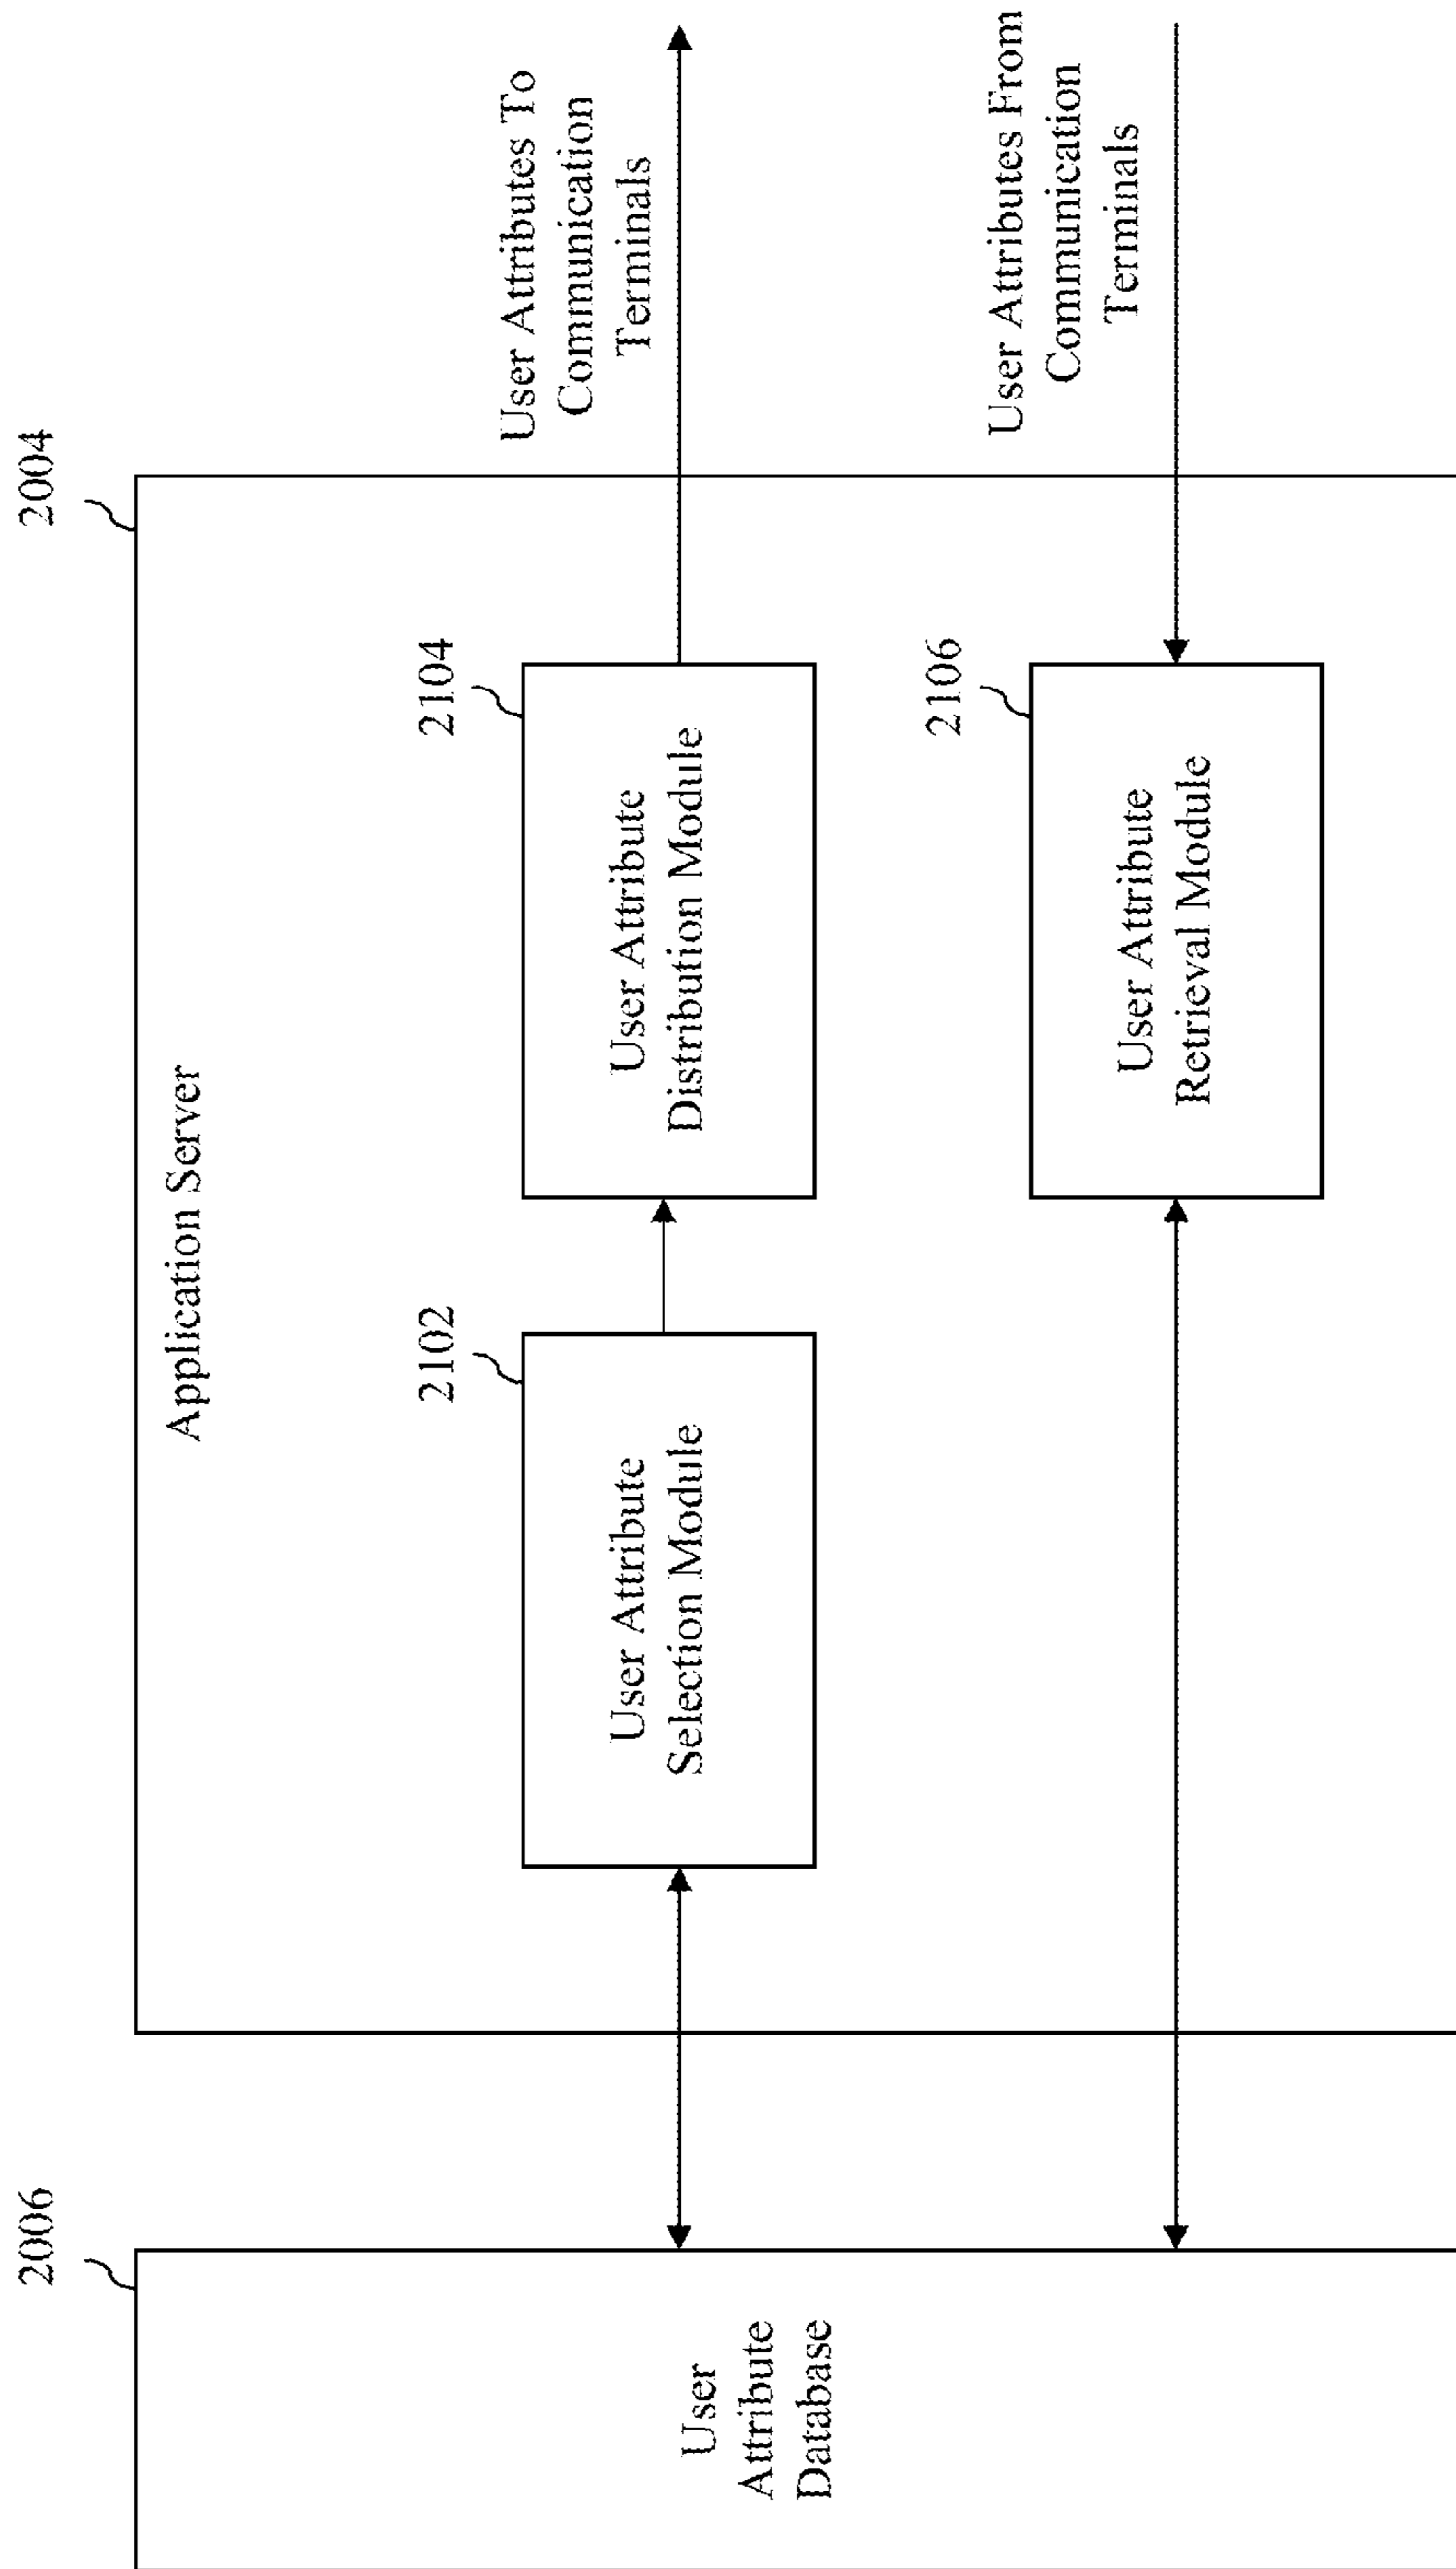 2006
2004
Application Server
User
Attribute
Database
2102
User Attribute
Selection Module
2104
User Attribute
Distribution Module
User Attributes To
Communication
Terminals
2106
User Attribute
Retrieval Module
User Attributes From
Communication
Terminals